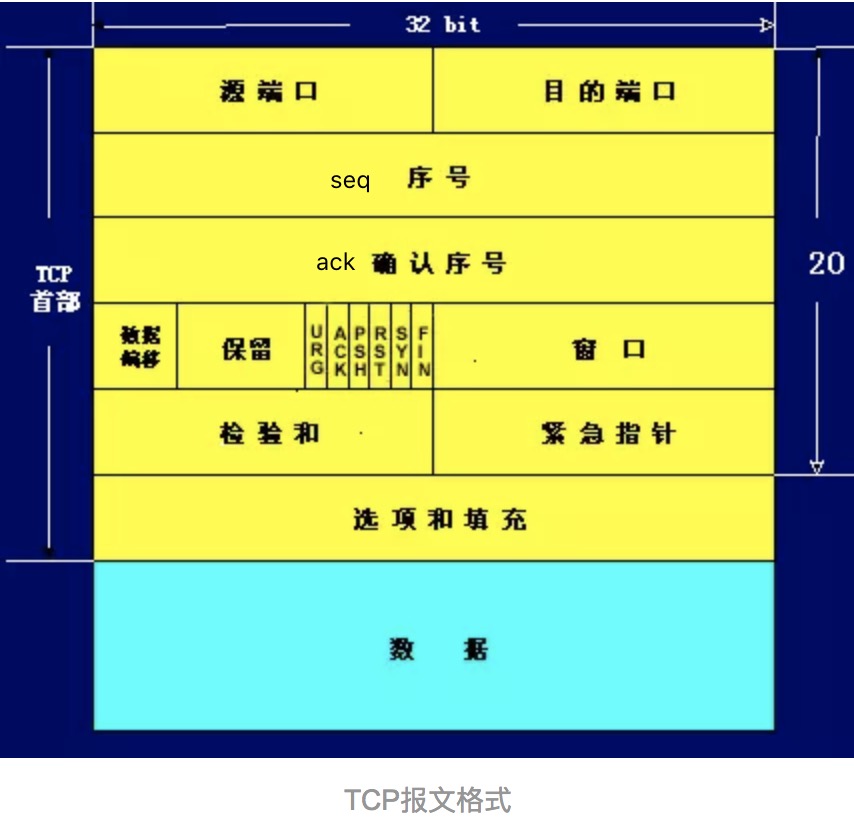 32 bit
源端口 目的端口
seq 序号
TCP
首部
ack 确认序号
20
数据
偏移
保留
URG ACK PSH RST SYN FIN
窗口
检验和 紧急指针
选项和填充
数据
TCP报文格式